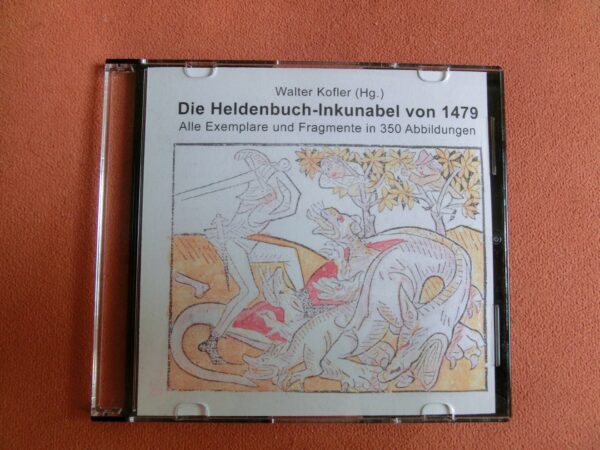 Walter Kofler (Hg.)
Die Heldenbuch-Inkunabel von 1479
Alle Exemplare und Fragmente in 350 Abbildungen